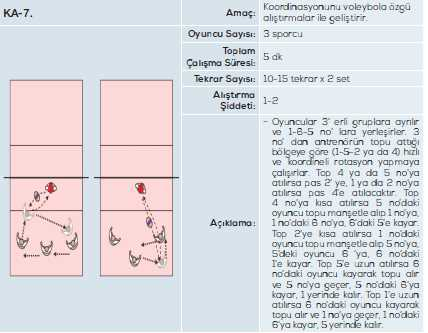 KA-7.
Amaç:
Koordinasyonunu voleybola özgü
alıştırmalar ile geliştirir.
Oyuncu Sayısı:
3 sporcu
Toplam
Çalışma Süresi:
5 dk
Tekrar Sayısı:
10-15 tekrar x 2 set
Alıştırma
Şiddeti:
1-2
Açıklama:
- Oyuncular 3' erli gruplara ayrılır
ve 1-6-5 no' lara yerleşirler. 3
no' dan antrenörün topu attığı
bölgeye göre (1-5-2 ya da 4) hızlı
ve koordineli rotasyon yapmaya
çalışırlar. Top 4 ya da 5 no'ya
atılırsa pas 2' ye, 1 ya da 2 no'ya
atılırsa pas 4'e atılacaktır. Top
4 no'ya kısa atılırsa 5 no'daki
oyuncu topu manşetle alıp 1 no'ya,
1 no'daki 6 no'ya, 6'daki 5'e kayar.
Top 2'ye kısa atılırsa 1 no'daki
oyuncu topu manşetle alıp 5 no'ya,
5'deki oyuncu 6 'ya, 6 no'daki
1'e kayar. Top 5'e uzun atılırsa 6
no'daki oyuncu kayarak topu alır
ve 5 no'ya geçer, 5 no'daki 6'ya
kayar, 1 yerinde kalır. Top 1'e uzun
atılırsa 6 no'daki oyuncu kayarak
topu alır ve 1 no'ya geçer, 1 no'daki
6'ya kayar, 5 yerinde kalır.